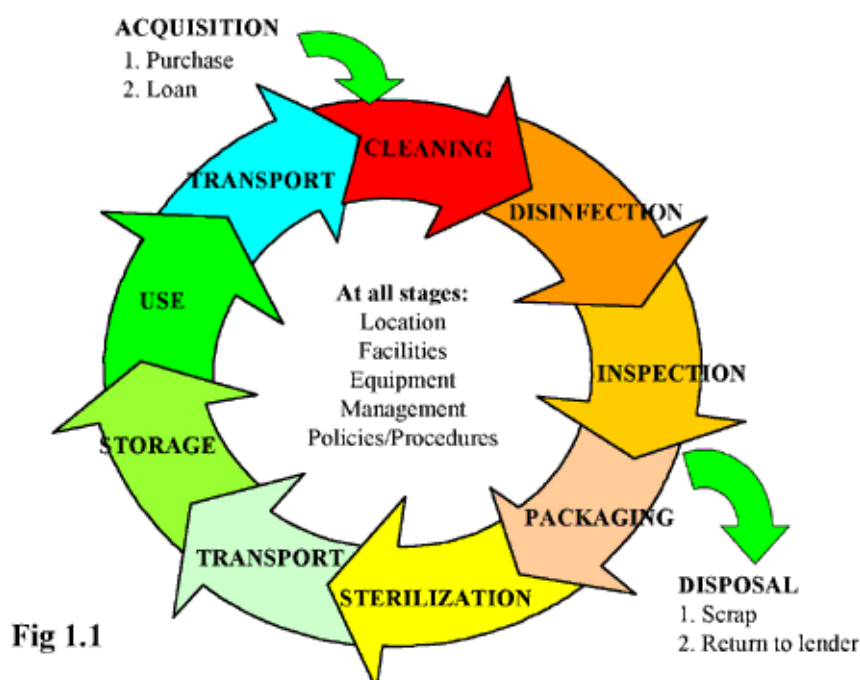 ACQUISITION
1. Purchase
2. Loan
CLEANING
TRANSPORT
DISINFECTION
USE
At all stages:
Location
Facilities
Equipment
Management
Policies/Procedures
INSPECTION
STORAGE
PACKAGING
TRANSPORT
STERILIZATION
DISPOSAL
1. Scrap
2. Return to lender
Fig 1.1